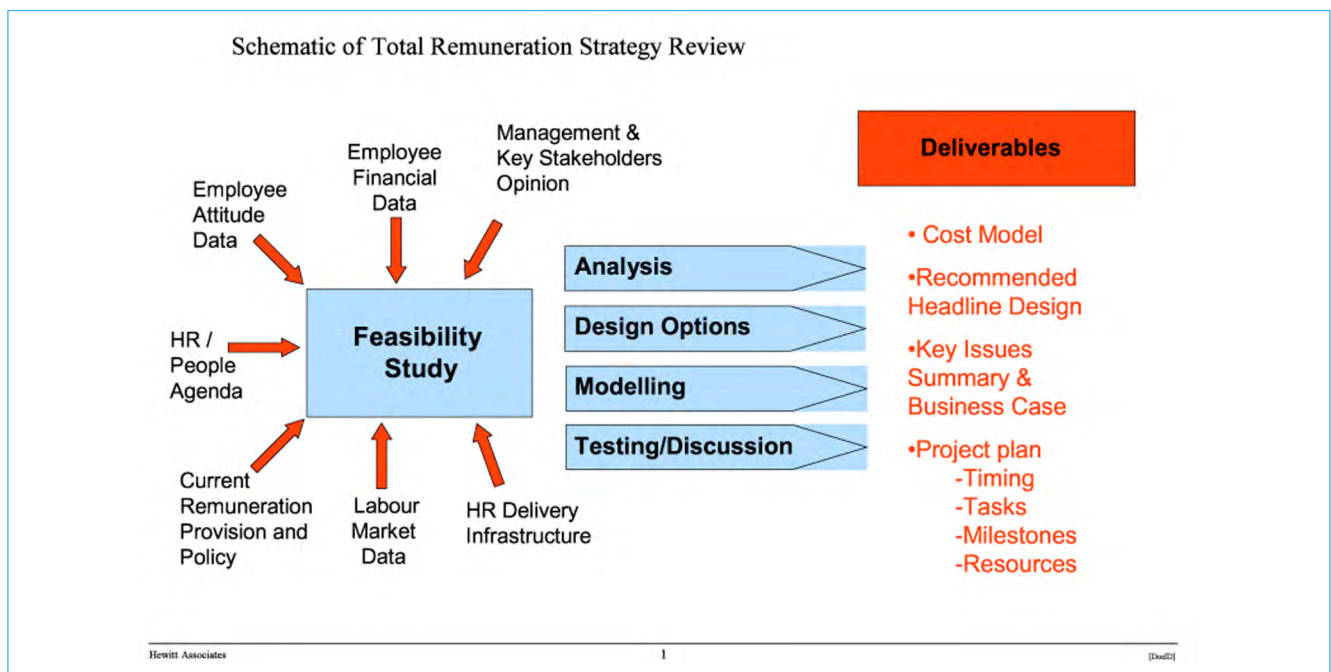 Schematic of Total Remuneration Strategy Review
Employee
Attitude
Data
Employee
Financial
Data
Management &
Key Stakeholders
Opinion
HR /
People
Agenda
Feasibility
Study
Current
Remuneration
Provision and
Policy
Labour
Market
Data
HR Delivery
Infrastructure
Analysis
Design Options
Modelling
Testing/Discussion
Deliverables
• Cost Model
•Recommended
Headline Design
•Key Issues
Summary &
Business Case
•Project plan
-Timing
-Tasks
-Milestones
-Resources
Hewitt Associates
1
[DocID]